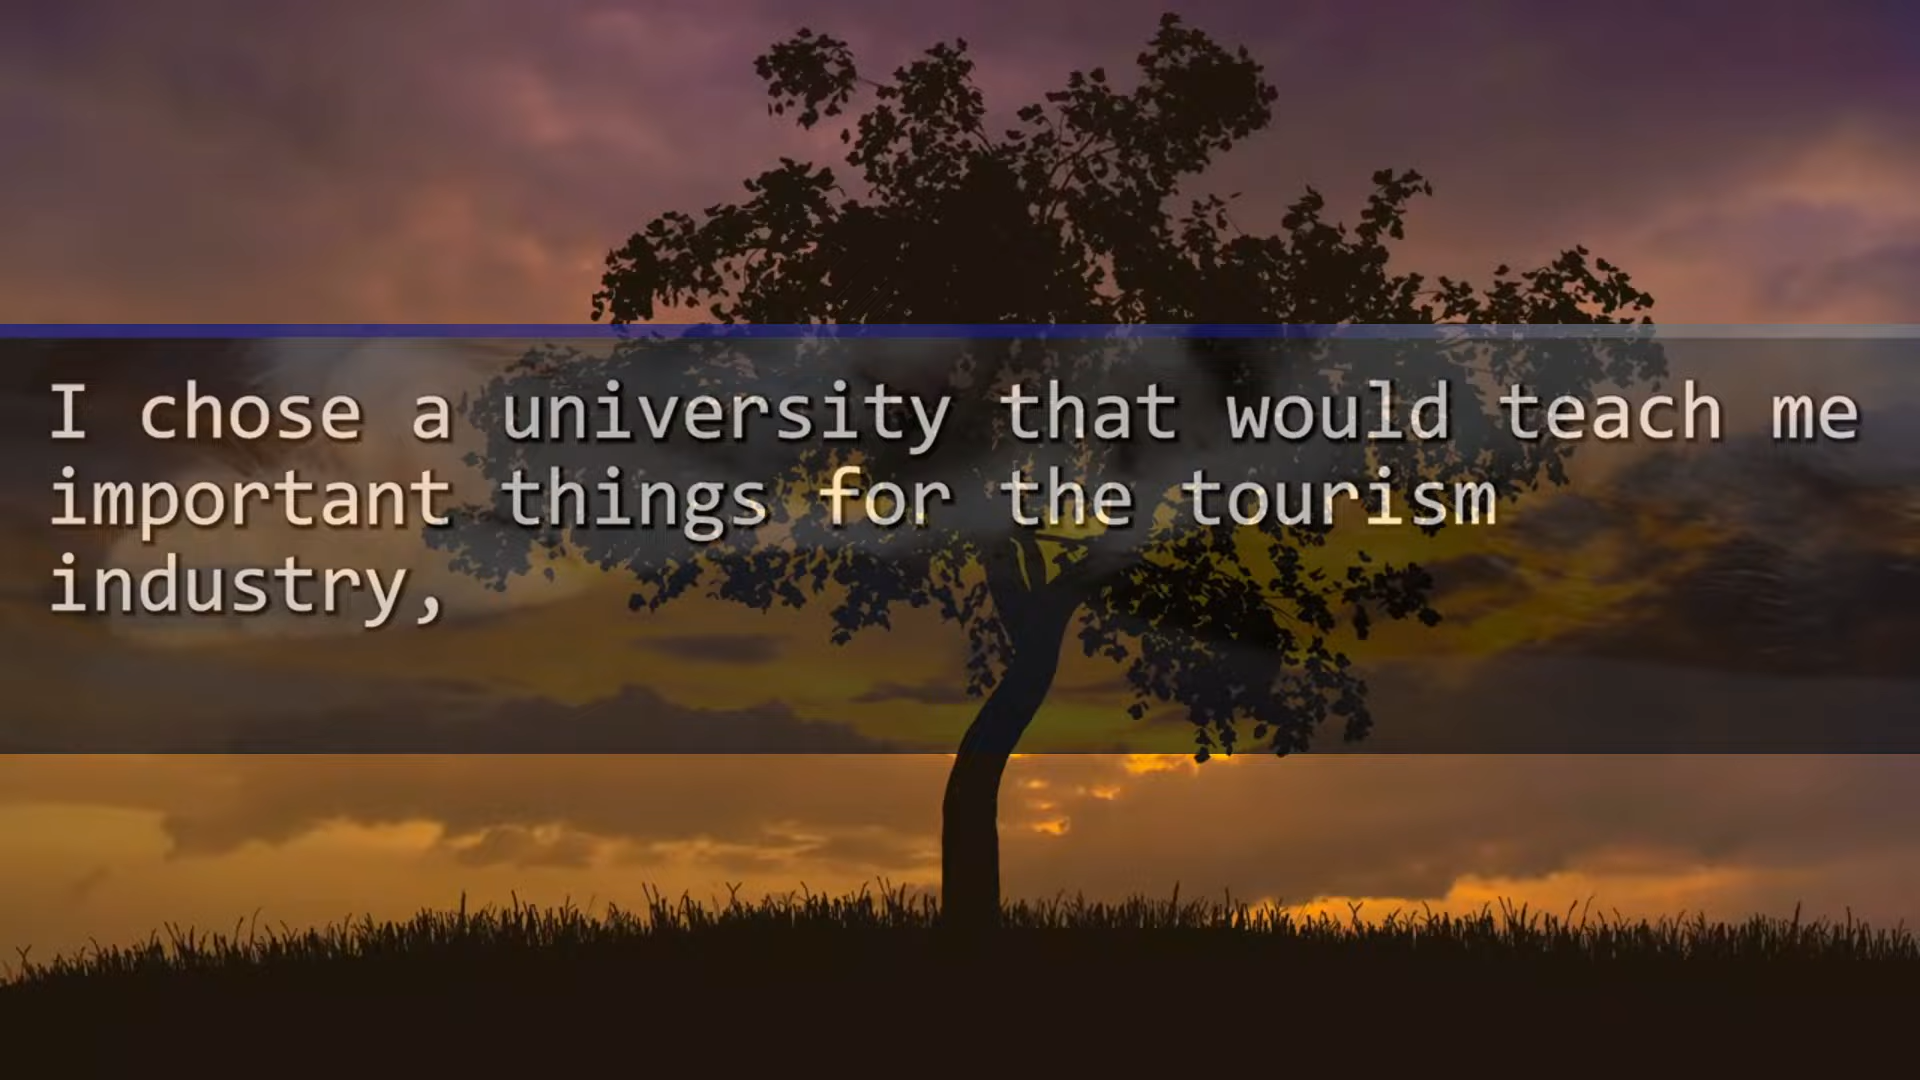 I chose a university that would teach me
important things for the tourism
industry,